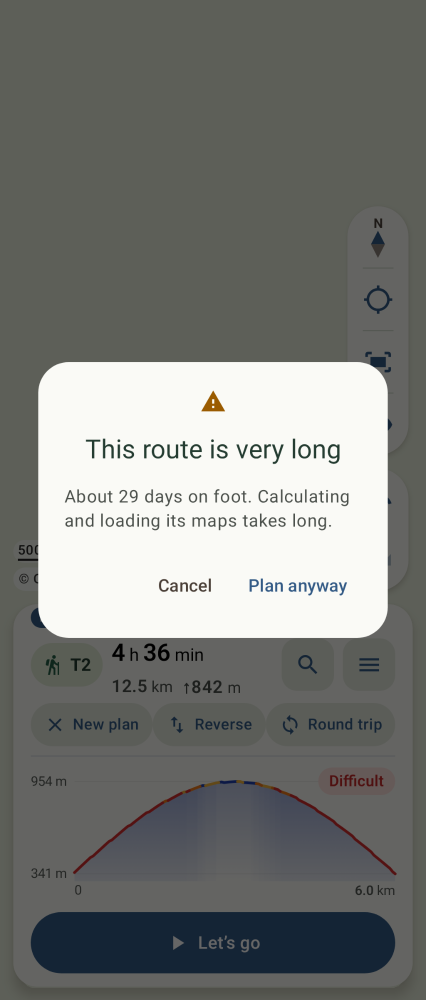 N
This route is very long
About 29 days on foot. Calculating
and loading its maps takes long.
500
Cancel
Plan anyway
©
T2
4 h 36 min
12.5 km ↑842 m
New plan
Reverse
Round trip
954 m
Difficult
341 m
0
6.0 km
Let's go